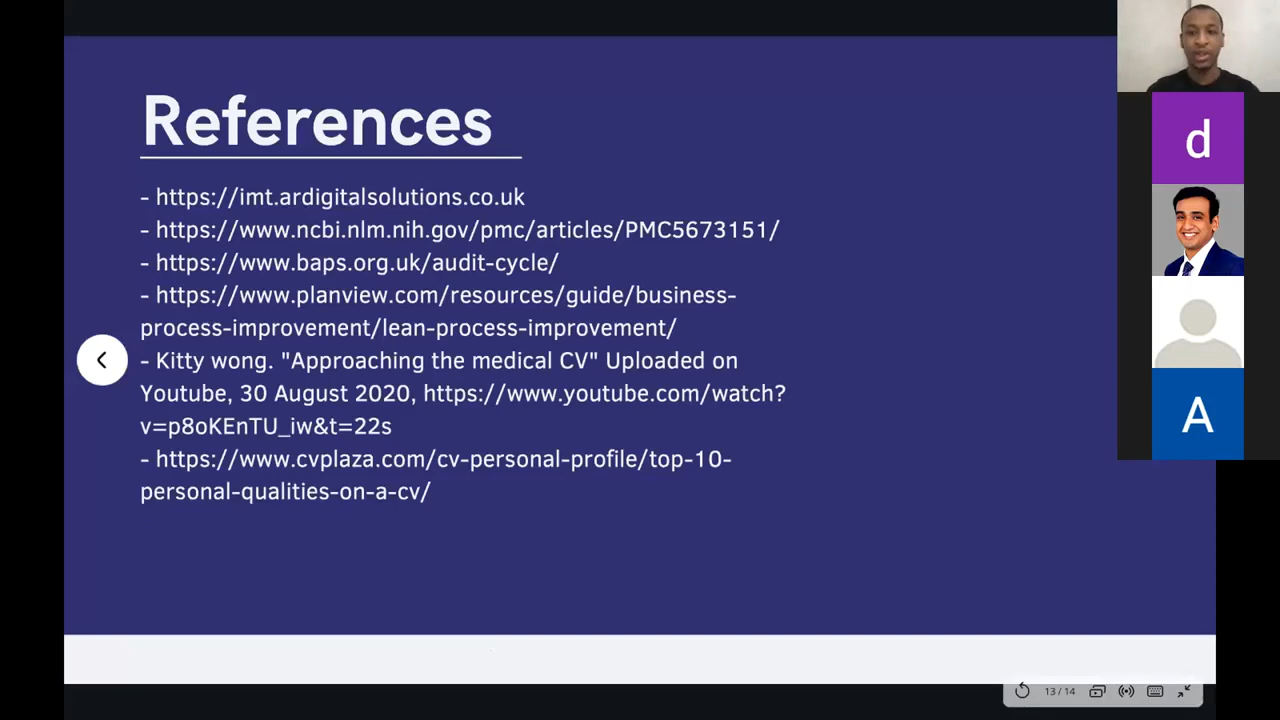 References
- https://imt.ardigitalsolutions.co.uk
- https://www.ncbi.nlm.nih.gov/pmc/articles/PMC5673151/
- https://www.baps.org.uk/audit-cycle/
- https://www.planview.com/resources/guide/business-
process-improvement/lean-process-improvement/
- Kitty wong. "Approaching the medical CV" Uploaded on
Youtube, 30 August 2020, https://www.youtube.com/watch?
v=p8oKEnTU_iw&t=22s
- https://www.cvplaza.com/cv-personal-profile/top-10-
personal-qualities-on-a-cv/
d
A
13/14